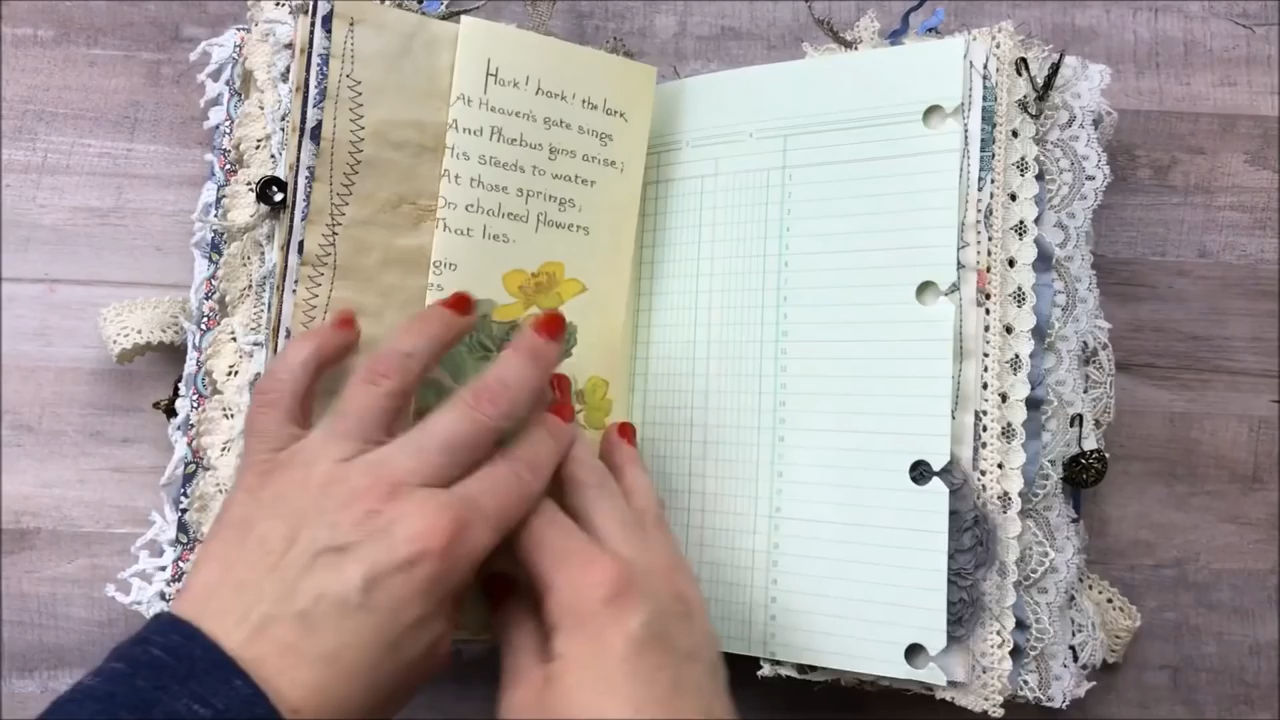 Hark! hark! the lark
At Heaven's gate sings
And Phœbus 'gins arise;
His steeds to water
At those springs,
On chaliced flowers
That lies.
gin
es